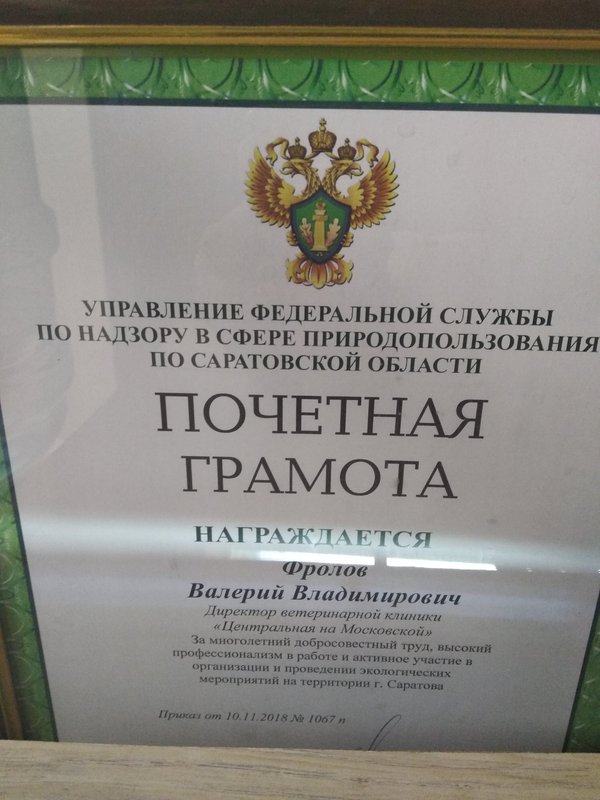 УПРАВЛЕНИЕ ФЕДЕРАЛЬНОЙ СЛУЖБЫ
ПО НАДЗОРУ В СФЕРЕ ПРИРОДОПОЛЬЗОВАНИЯ
ПО САРАТОВСКОЙ ОБЛАСТИ
ПОЧЕТНАЯ
ГРАМОТА
НАГРАЖДАЕТСЯ
Фролов
Валерий Владимирович
Директор ветеринарной клиники
«Центральная на Московской»
За многолетний добросовестный труд, высокий
профессионализм в работе и активное участие в
организации и проведении экологических
мероприятий на территории г. Саратова
Приказ от 10.11.2018 № 1067 п